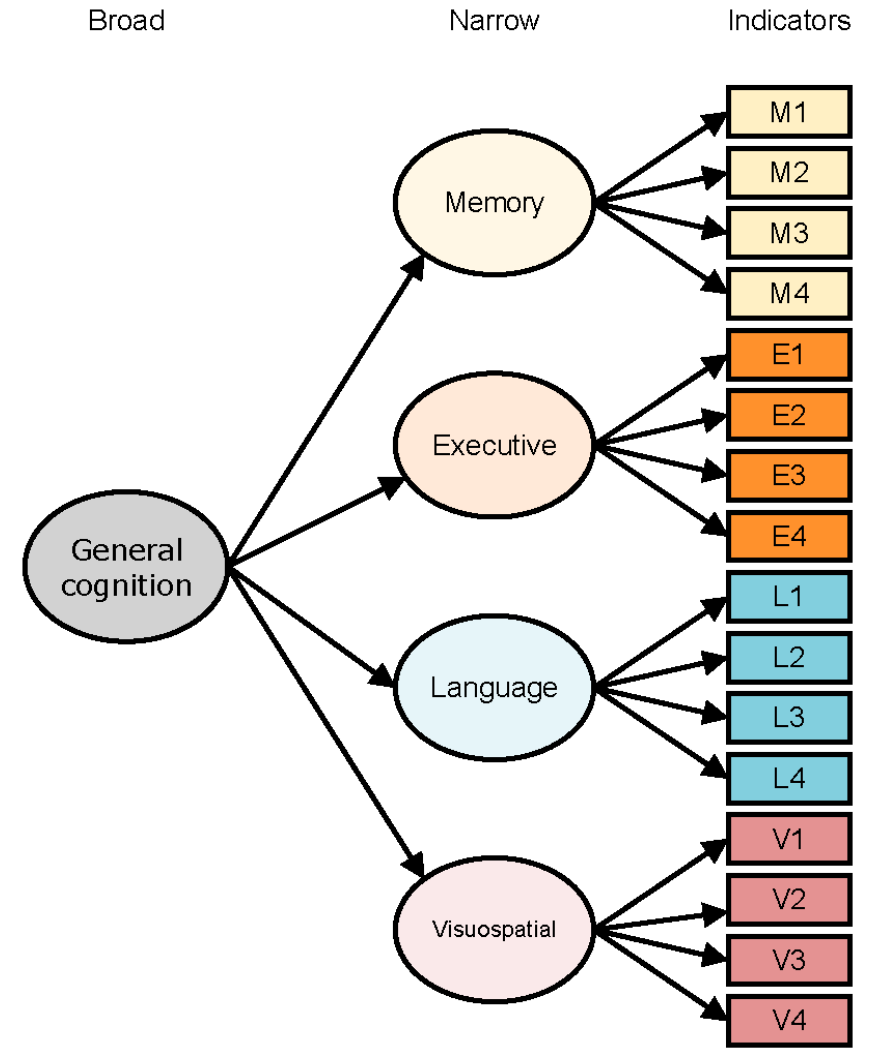 Broad Narrow Indicators
M1
M2
Memory
M3
M4
E1
E2
Executive
E3
E4
General
cognition
L1
L2
Language
L3
L4
V1
V2
Visuospatial
V3
V4